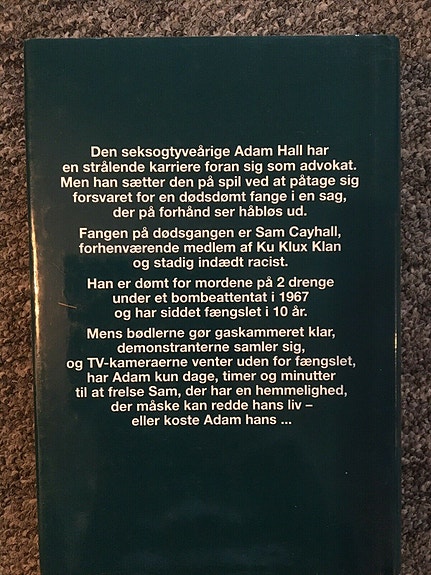 Den seksogtyveårige Adam Hall har
en strålende karriere foran sig som advokat.
Men han sætter den på spil ved at påtage sig
forsvaret for en dødsdømt fange i en sag,
der på forhånd ser håbløs ud.
Fangen på dødsgangen er Sam Cayhall,
forhenværende medlem af Ku Klux Klan
og stadig indædt racist.
Han er dømt for mordene på 2 drenge
under et bombeattentat i 1967
og har siddet fængslet i 10 år.
Mens bødlerne gør gaskammeret klar,
demonstranterne samler sig,
og TV-kameraerne venter uden for fængslet,
har Adam kun dage, timer og minutter
til at frelse Sam, der har en hemmelighed,
der måske kan redde hans liv –
eller koste Adam hans ...